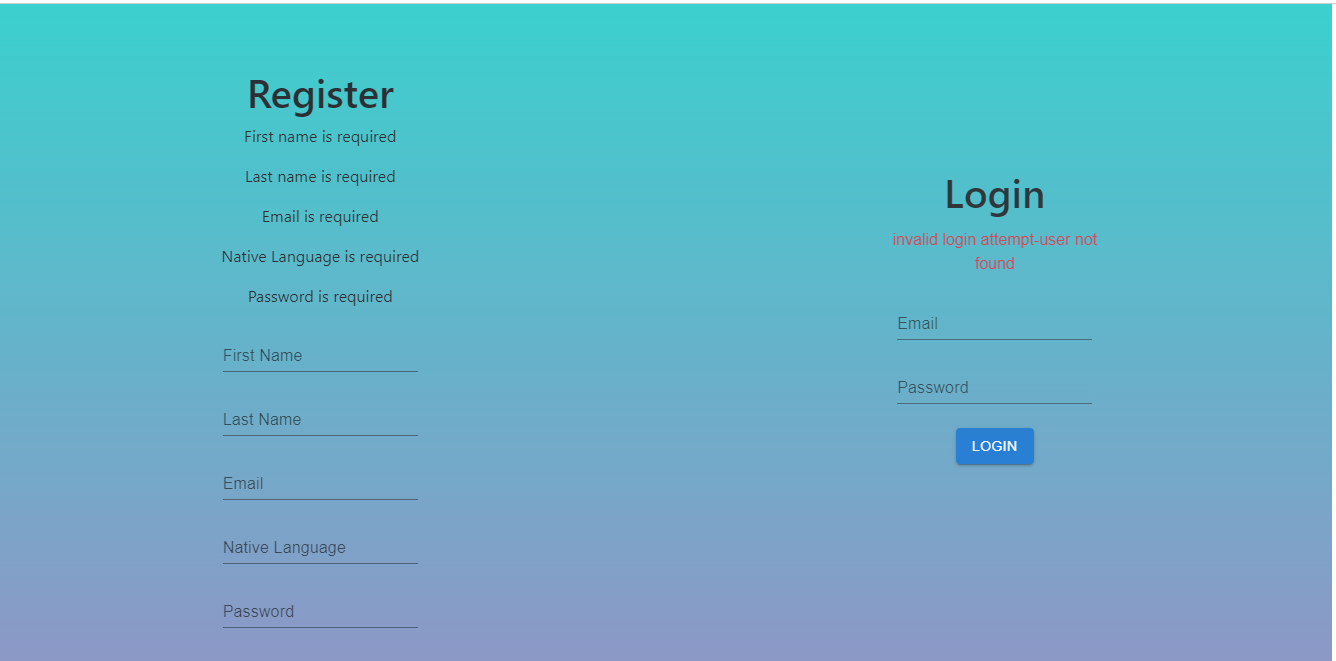 Register
First name is required
Last name is required
Email is required
Native Language is required
Password is required
First Name
Last Name
Email
Native Language
Password
Login
invalid login attempt-user not
found
Email
Password
LOGIN